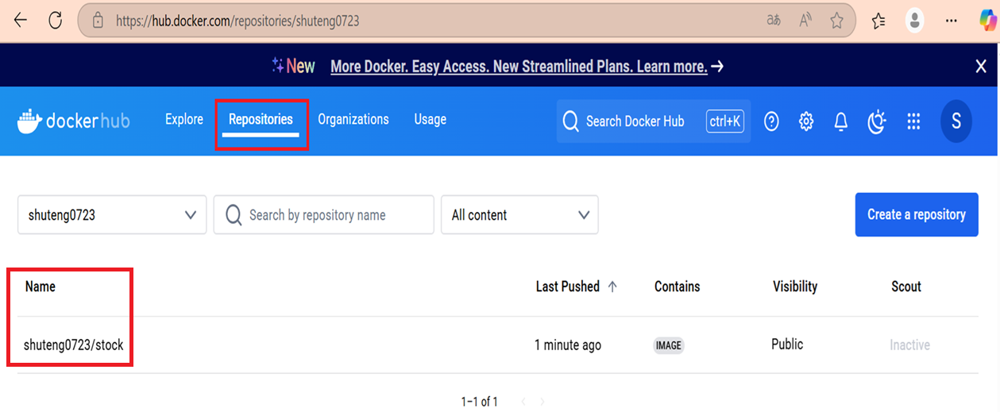 https://hub.docker.com/repositories/shuteng0723
New More Docker. Easy Access. New Streamlined Plans. Learn more. →
dockerhub Explore Repositories Organizations Usage Search Docker Hub ctrl+K S
shuteng0723 Search by repository name All content Create a repository
Name Last Pushed ↑ Contains Visibility Scout
shuteng0723/stock 1 minute ago IMAGE Public Inactive
1–1 of 1